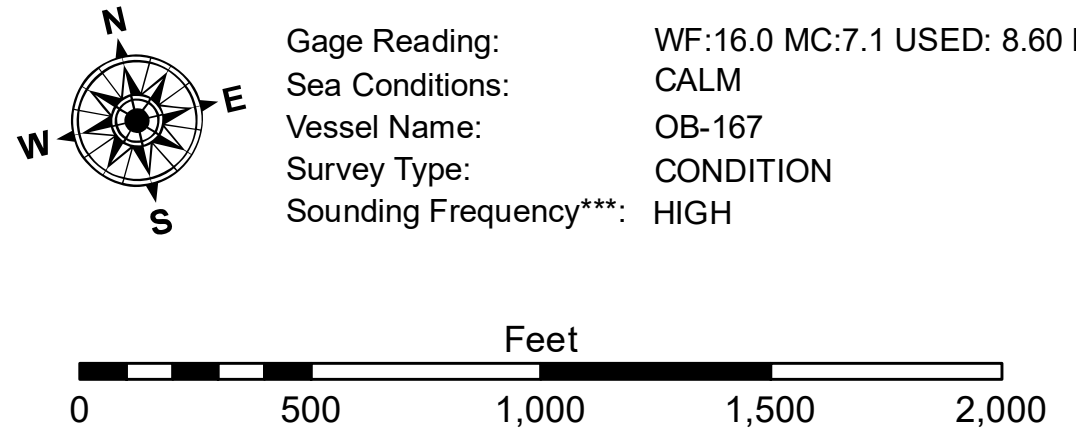 N
E
W
S
Gage Reading: WF:16.0 MC:7.1 USED: 8.60
Sea Conditions: CALM
Vessel Name: OB-167
Survey Type: CONDITION
Sounding Frequency***: HIGH
Feet
0 500 1,000 1,500 2,000